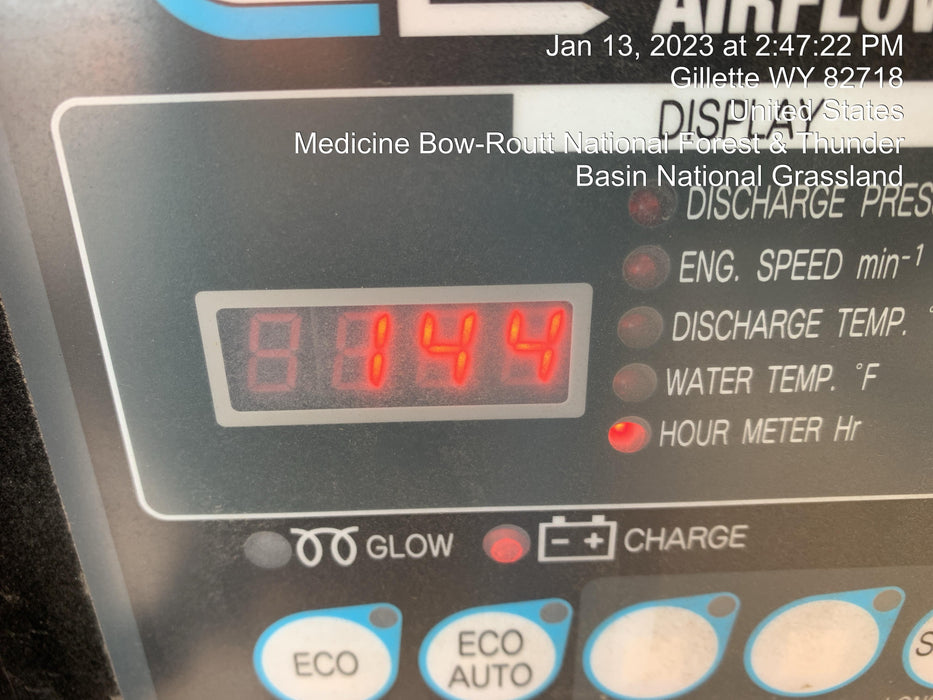 AIRFLOW
Jan 13, 2023 at 2:47:22 PM
Gillette WY 82718
United States
Medicine Bow-Routt National Forest & Thunder
Basin National Grassland
DISPLAY
DISCHARGE PRES
ENG. SPEED min-1
DISCHARGE TEMP. °
WATER TEMP. °F
HOUR METER Hr
144
GLOW
- +
CHARGE
ECO
ECO
AUTO